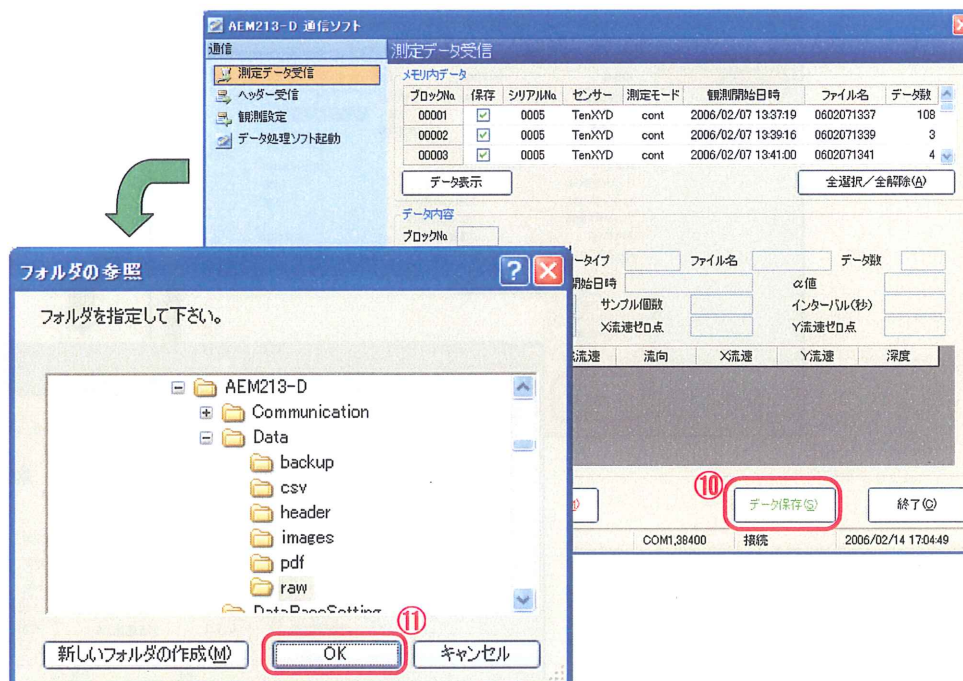 AEM213-D 通信ソフト
通信
測定データ受信
ヘッダー受信
観測設定
データ処理ソフト起動
測定データ受信
メモリ内データ
ブロックNo. 保存 シリアルNo. センサー 測定モード 観測開始日時 ファイル名 データ数
00001 0005 TenXYD cont 2006/02/07 13:37:19 0602071337 108
00002 0005 TenXYD cont 2006/02/07 13:39:16 0602071339 3
00003 0005 TenXYD cont 2006/02/07 13:41:00 0602071341 4
データ表示
全選択/全解除(A)
データ内容
ブロックNo.
ータイプ ファイル名 データ数
開始日時 α値
サンプル個数 インターバル(秒)
X流速ゼロ点 Y流速ゼロ点
流速 流向 X流速 Y流速 深度
⑩
データ保存(S)
終了(C)
COM1,38400 接続 2006/02/14 17:04:49
フォルダの参照
フォルダを指定して下さい。
AEM213-D
Communication
Data
backup
csv
header
images
pdf
raw
DataBaseSetting
⑪
新しいフォルダの作成(M)
OK
キャンセル